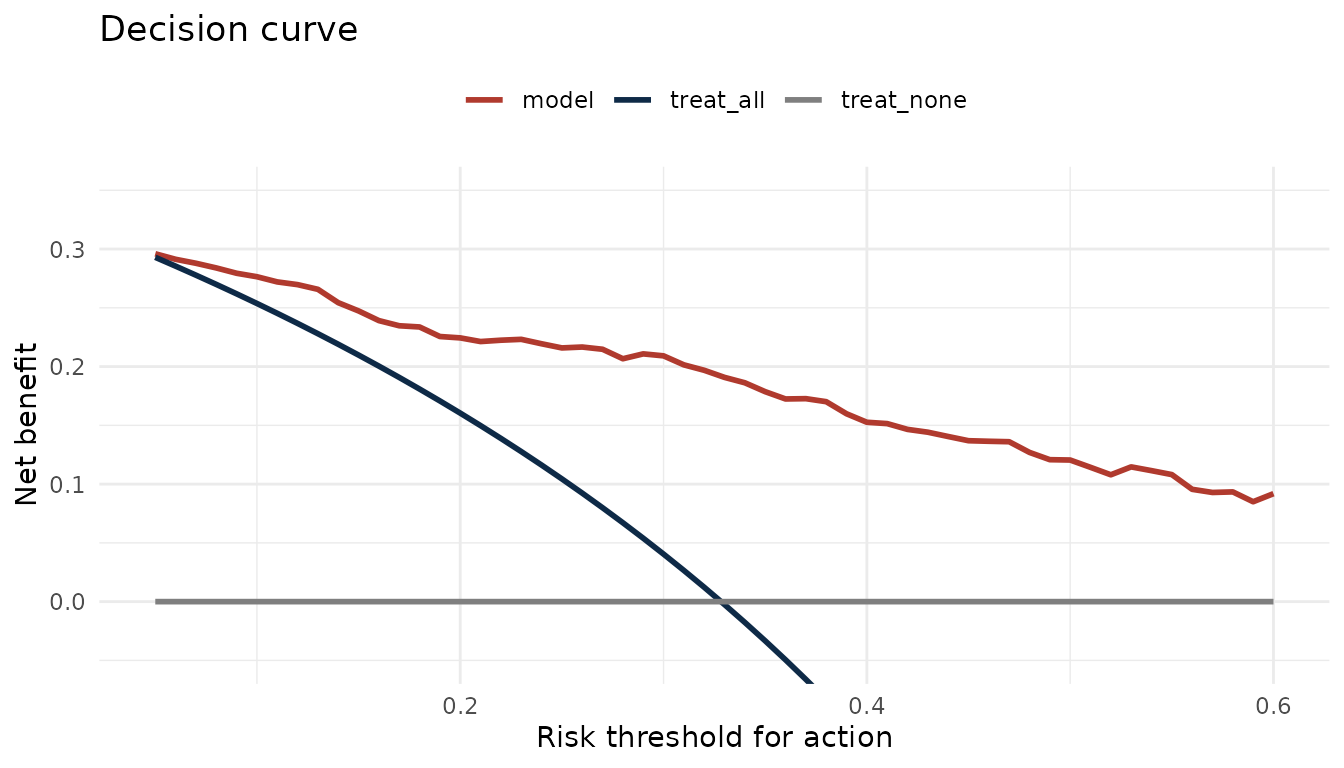 Decision curve
model treat_all treat_none
0.3
0.2
0.1
0.0
Net benefit
0.2 0.4 0.6
Risk threshold for action